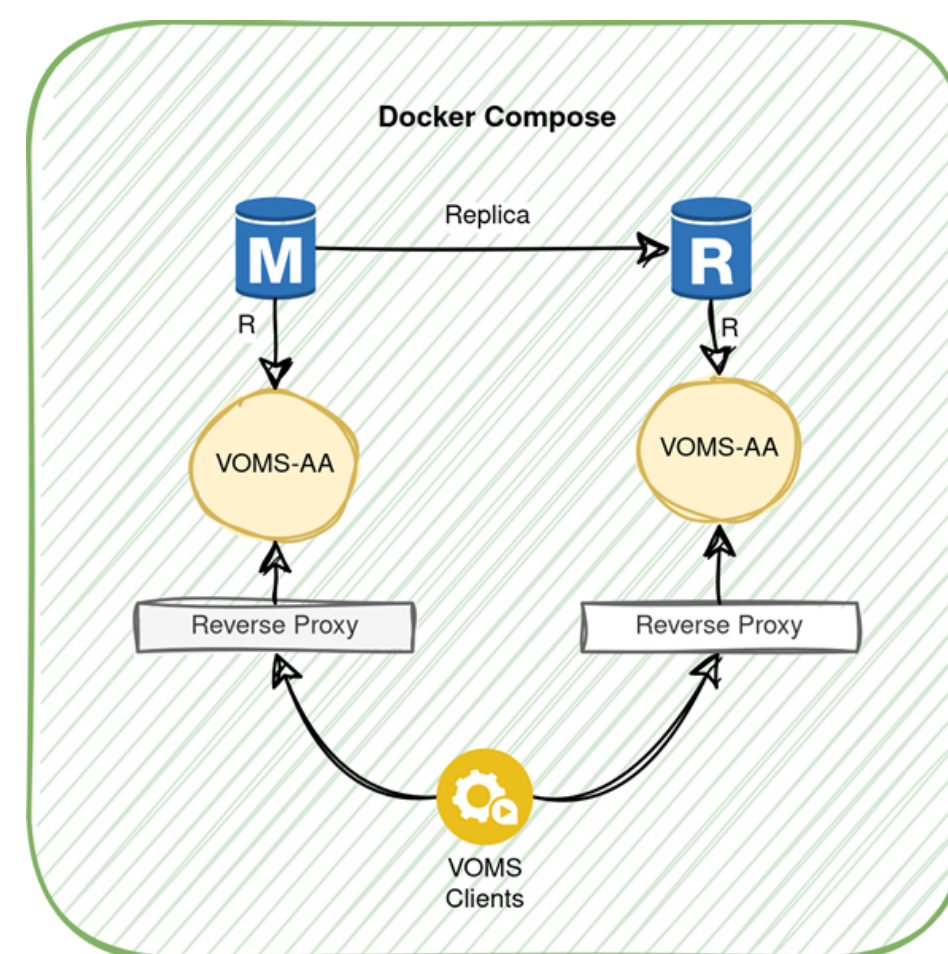 Docker Compose
Replica
M
R
R
R
VOMS-AA
VOMS-AA
Reverse Proxy
Reverse Proxy
VOMS
Clients